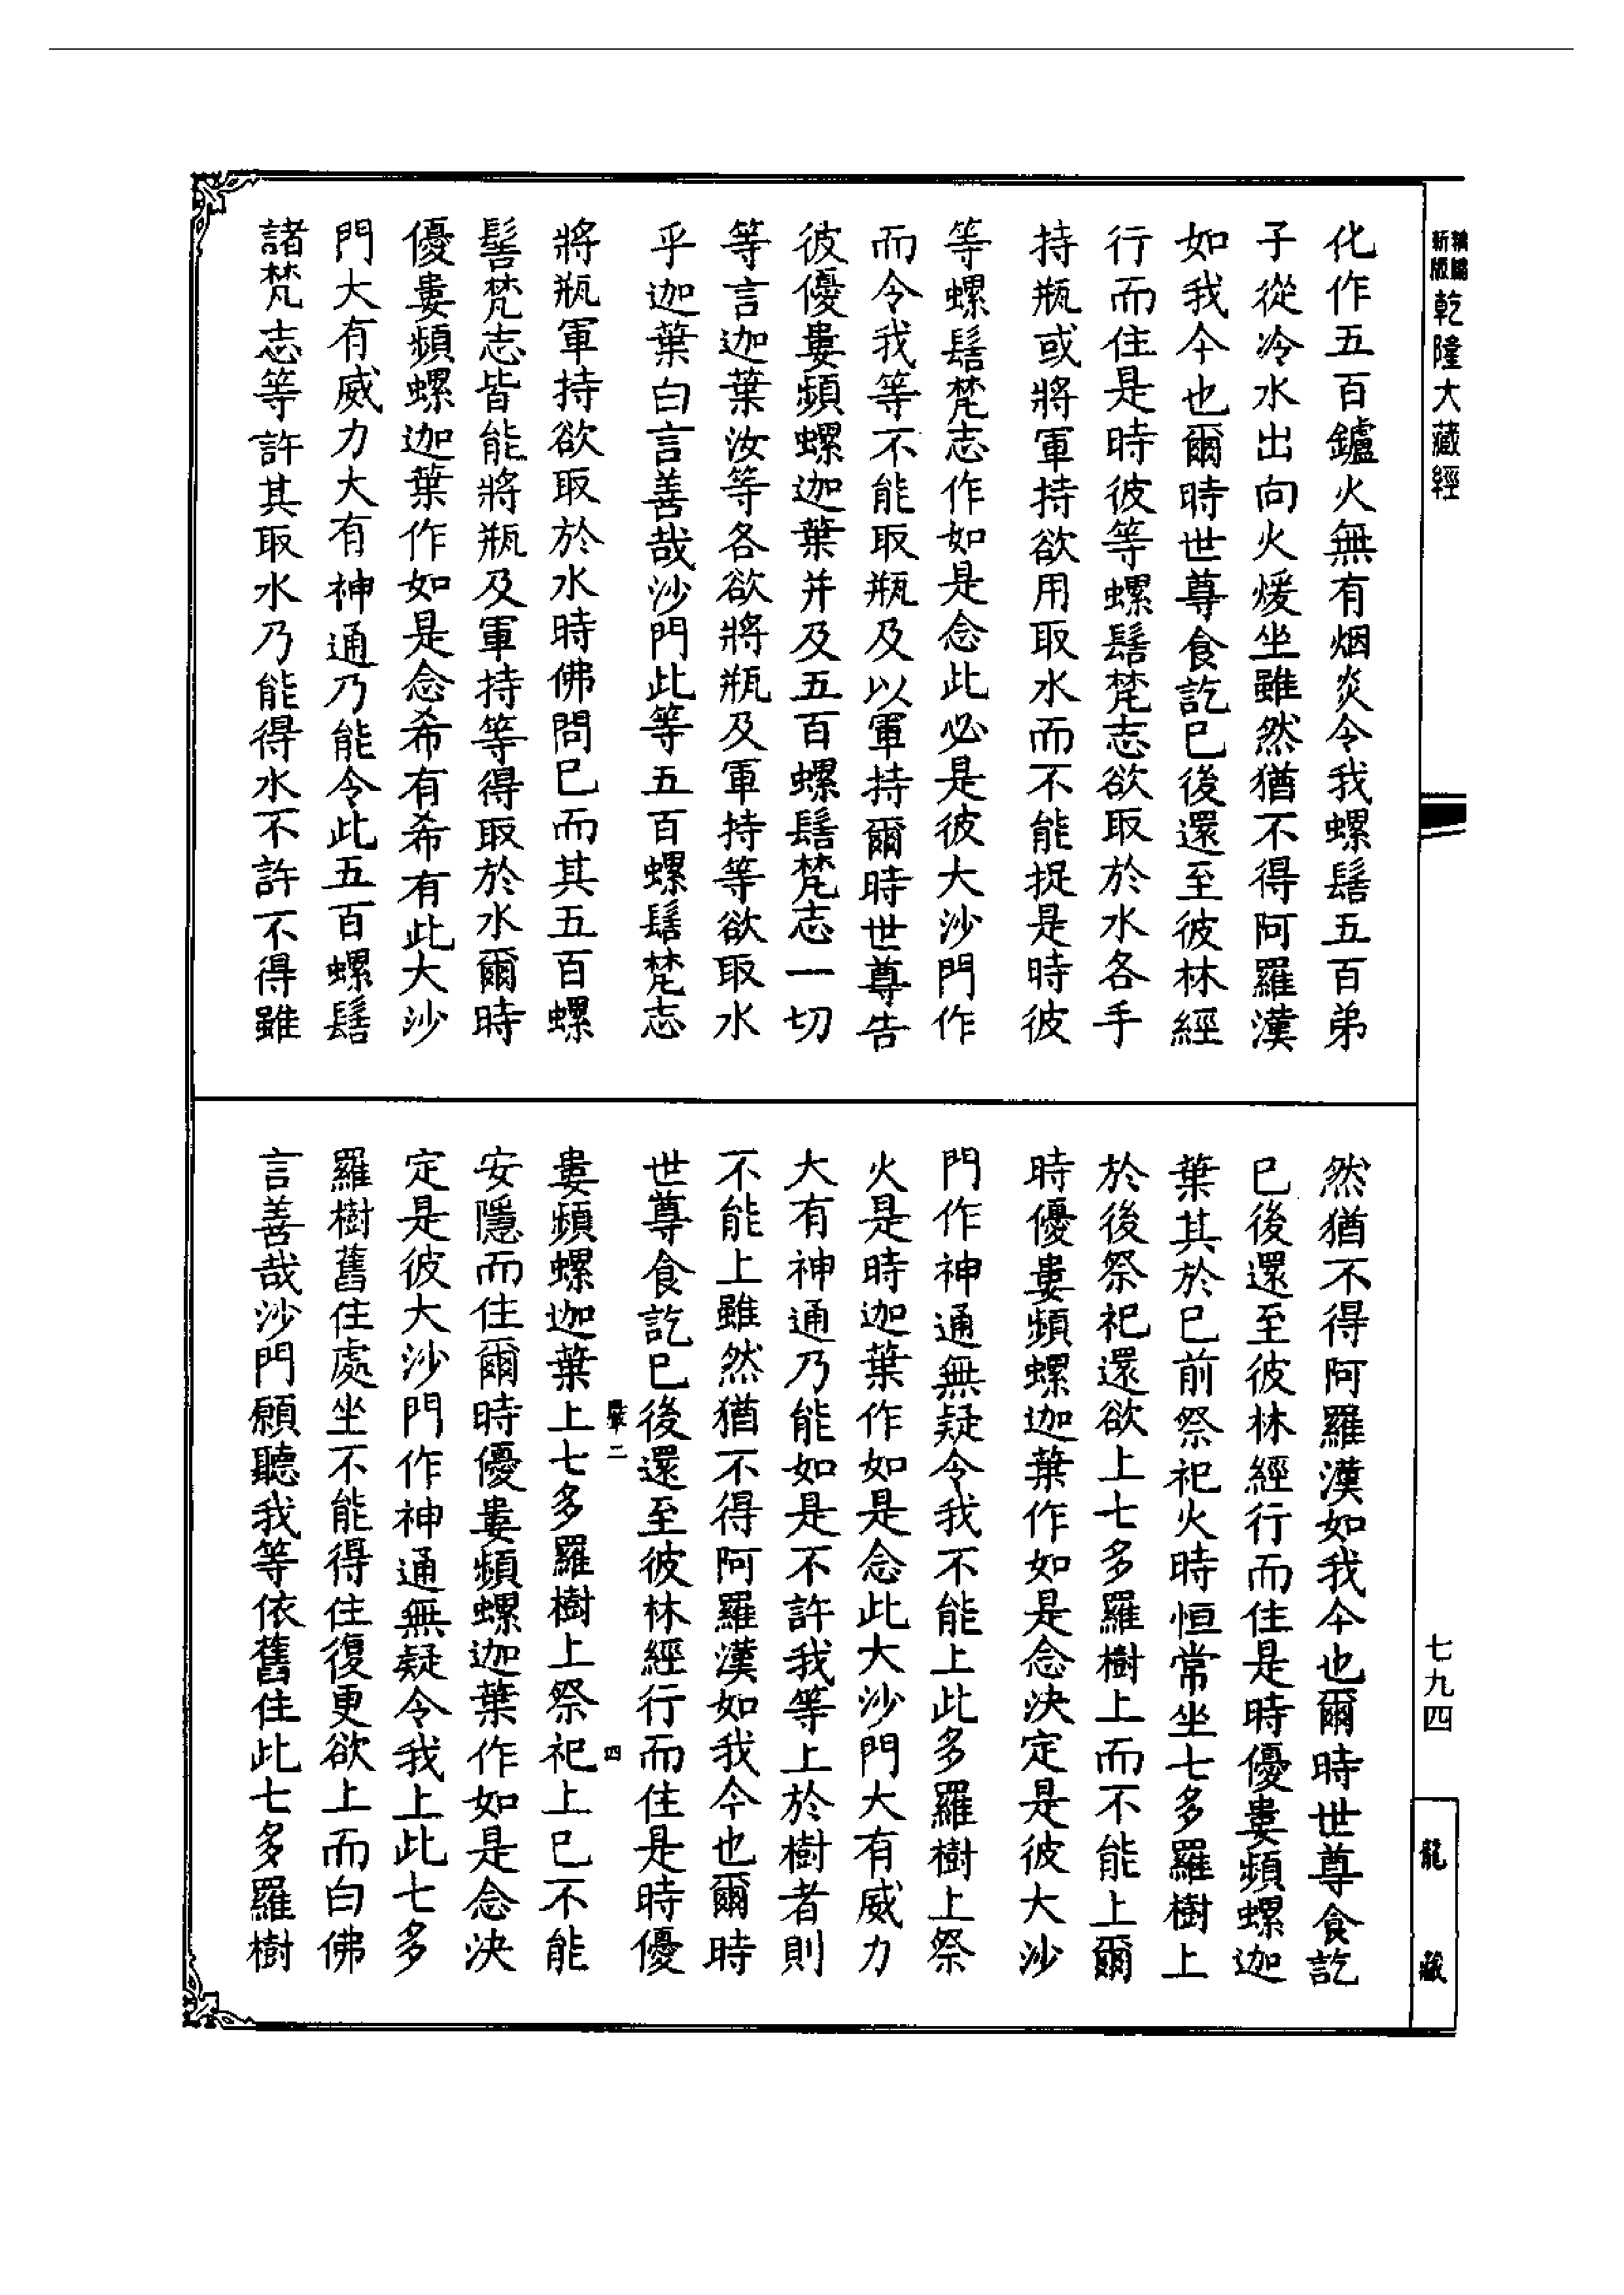 新編
新版
乾隆大藏經
化作五百鑪火無有烟炎令我螺髻五百弟
子從冷水出向火煖坐雖然猶不得阿羅漢
如我今也爾時世尊食訖已後還至彼林經
行而住是時彼等螺髻梵志欲取於水各手
持瓶或將軍持欲用取水而不能捉是時彼
等螺髻梵志作如是念此必是彼大沙門作
而令我等不能取瓶及以軍持爾時世尊告
彼優婁頻螺迦葉并及五百螺髻梵志一切
等言迦葉汝等各欲將瓶及軍持等欲取水
乎迦葉白言善哉沙門此等五百螺髻梵志
將瓶軍持欲取於水時佛問已而其五百螺
髻梵志皆能將瓶及軍持等得取於水爾時
優婁頻螺迦葉作如是念希有希有此大沙
門大有威力大有神通乃能令此五百螺髻
諸梵志等許其取水乃能得水不許不得雖
然猶不得阿羅漢如我今也爾時世尊食訖
已後還至彼林經行而住是時優婁頻螺迦
葉其於已前祭祀火時恒常坐七多羅樹上
於後祭祀還欲上七多羅樹上而不能上爾
時優婁頻螺迦葉作如是念決定是彼大沙
門作神通無疑令我不能上此多羅樹上祭
火是時迦葉作如是念此大沙門大有威力
大有神通乃能如是不許我等上於樹者則
不能上雖然猶不得阿羅漢如我今也爾時
世尊食訖已後還至彼林經行而住是時優
婁頻螺迦葉上七多羅樹上祭祀上已不能
安隱而住爾時優婁頻螺迦葉作如是念決
定是彼大沙門作神通無疑令我上此七多
羅樹舊住處坐不能得住復更欲上而白佛
言善哉沙門願聽我等依舊住此七多羅樹
二
四
七九四
龍藏